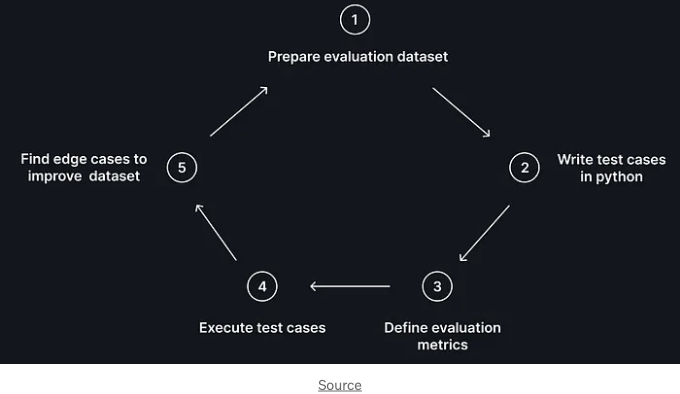 1
Prepare evaluation dataset
2
Write test cases
in python
3
Define evaluation
metrics
4
Execute test cases
5
Find edge cases to
improve dataset
Source